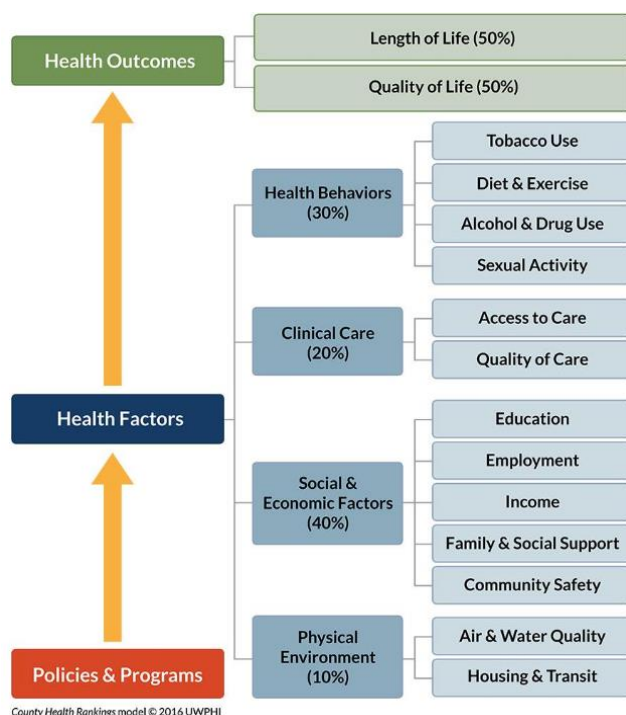 Health Outcomes
Length of Life (50%)
Quality of Life (50%)
Health Behaviors
(30%)
Tobacco Use
Diet & Exercise
Alcohol & Drug Use
Sexual Activity
Clinical Care
(20%)
Access to Care
Quality of Care
Health Factors
Social &
Economic Factors
(40%)
Education
Employment
Income
Family & Social Support
Community Safety
Physical
Environment
(10%)
Air & Water Quality
Housing & Transit
Policies & Programs
County Health Rankings model © 2016 UWPHI